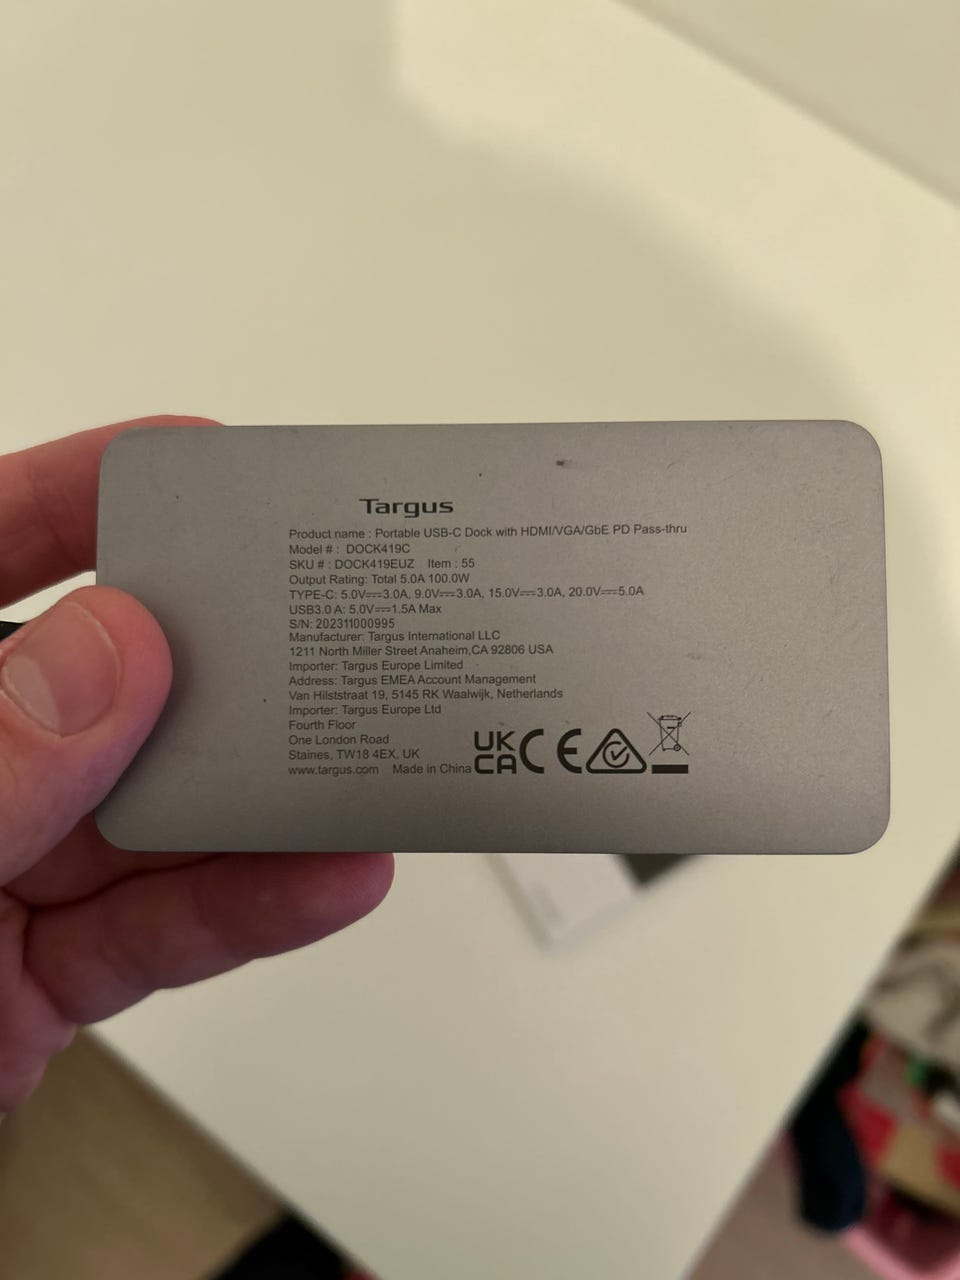 Targus
Product name : Portable USB-C Dock with HDMI/VGA/GbE PD Pass-thru
Model # : DOCK419C
SKU # : DOCK419EUZ Item : 55
Output Rating: Total 5.0A 100.0W
TYPE-C: 5.0V⎓3.0A, 9.0V⎓3.0A, 15.0V⎓3.0A, 20.0V⎓5.0A
USB3.0 A: 5.0V⎓1.5A Max
S/N: 202311000995
Manufacturer: Targus International LLC
1211 North Miller Street Anaheim,CA 92806 USA
Importer: Targus Europe Limited
Address: Targus EMEA Account Management
Van Hilststraat 19, 5145 RK Waalwijk, Netherlands
Importer: Targus Europe Ltd
Fourth Floor
One London Road
Staines, TW18 4EX, UK
www.targus.com Made in China
UK
CA
CE